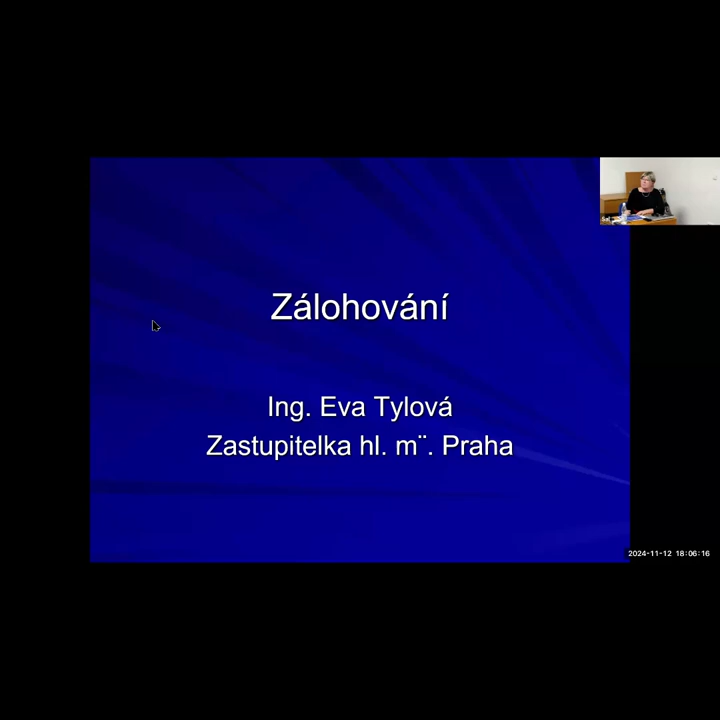 Zálohování
Ing. Eva Tylová
Zastupitelka hl. m¨. Praha
2024-11-12 18:06:16